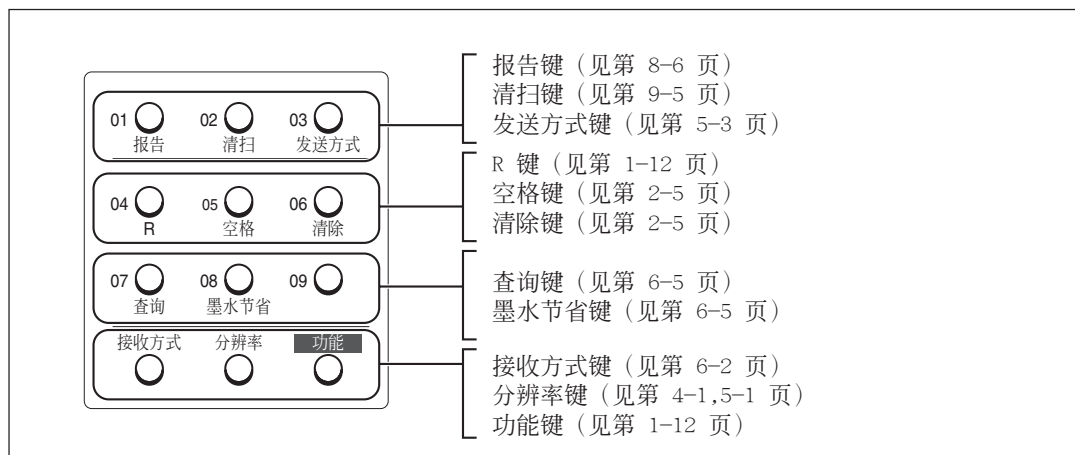 报告键（见第 8-6 页）
清扫键（见第 9-5 页）
发送方式键（见第 5-3 页）
01 02 03
报告 清扫 发送方式
R 键（见第 1-12 页）
空格键（见第 2-5 页）
清除键（见第 2-5 页）
04 05 06
R 空格 清除
查询键（见第 6-5 页）
墨水节省键（见第 6-5 页）
07 08 09
查询 墨水节省
接收方式 分辨率 功能
接收方式键（见第 6-2 页）
分辨率键（见第 4-1,5-1 页）
功能键（见第 1-12 页）